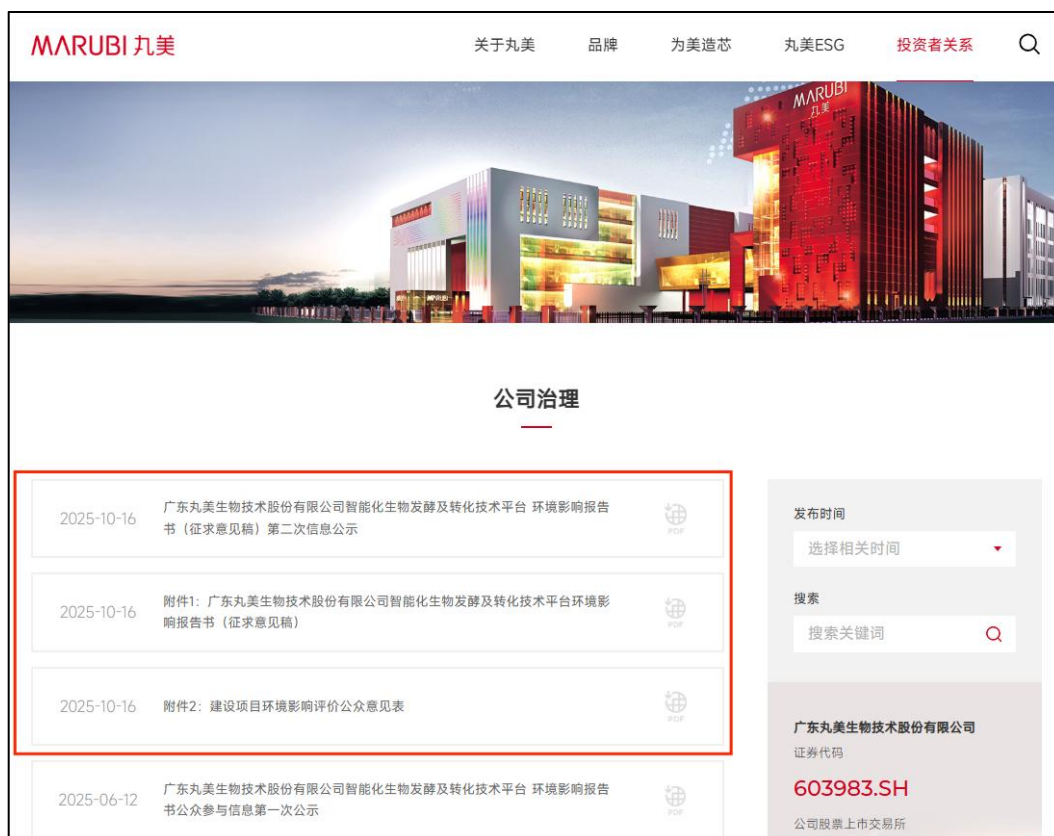 MARUBI 丸美
关于丸美
品牌
为美造芯
丸美ESG
投资者关系
MARUBI
丸美
公司治理
2025-10-16
广东丸美生物技术股份有限公司智能化生物发酵及转化技术平台 环境影响报告
书（征求意见稿）第二次信息公示
PDF
2025-10-16
附件1：广东丸美生物技术股份有限公司智能化生物发酵及转化技术平台环境影
响报告书（征求意见稿）
PDF
2025-10-16
附件2：建设项目环境影响评价公众意见表
PDF
2025-06-12
广东丸美生物技术股份有限公司智能化生物发酵及转化技术平台 环境影响报告
书公众参与信息第一次公示
PDF
发布时间
选择相关时间
搜索
搜索关键词
广东丸美生物技术股份有限公司
证券代码
603983.SH
公司股票上市交易所